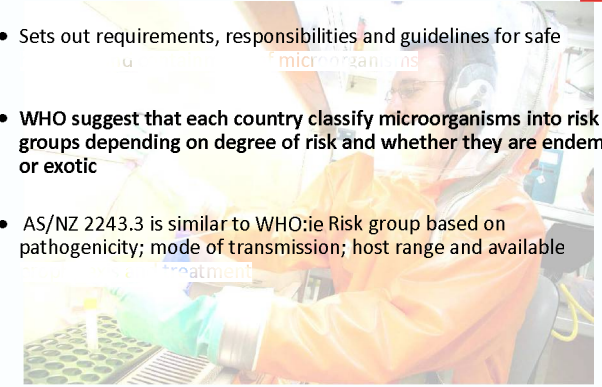 • Sets out requirements, responsibilities and guidelines for safe
microorganisms
• WHO suggest that each country classify microorganisms into risk
groups depending on degree of risk and whether they are endem
or exotic
• AS/NZ 2243.3 is similar to WHO:ie Risk group based on
pathogenicity; mode of transmission; host range and available
treatment